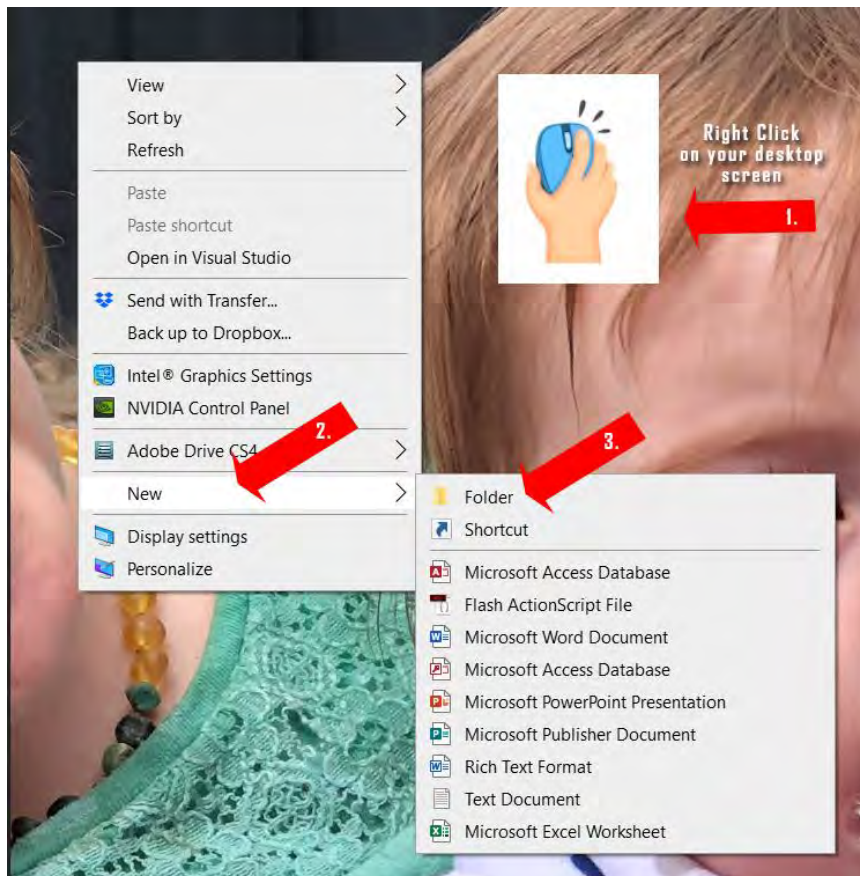 View
Sort by
Refresh
Paste
Paste shortcut
Open in Visual Studio
Send with Transfer...
Back up to Dropbox...
Intel® Graphics Settings
NVIDIA Control Panel
Adobe Drive CS4
New
Display settings
Personalize
Right Click
on your desktop
screen
1.
2.
3.
Folder
Shortcut
Microsoft Access Database
Flash ActionScript File
Microsoft Word Document
Microsoft Access Database
Microsoft PowerPoint Presentation
Microsoft Publisher Document
Rich Text Format
Text Document
Microsoft Excel Worksheet